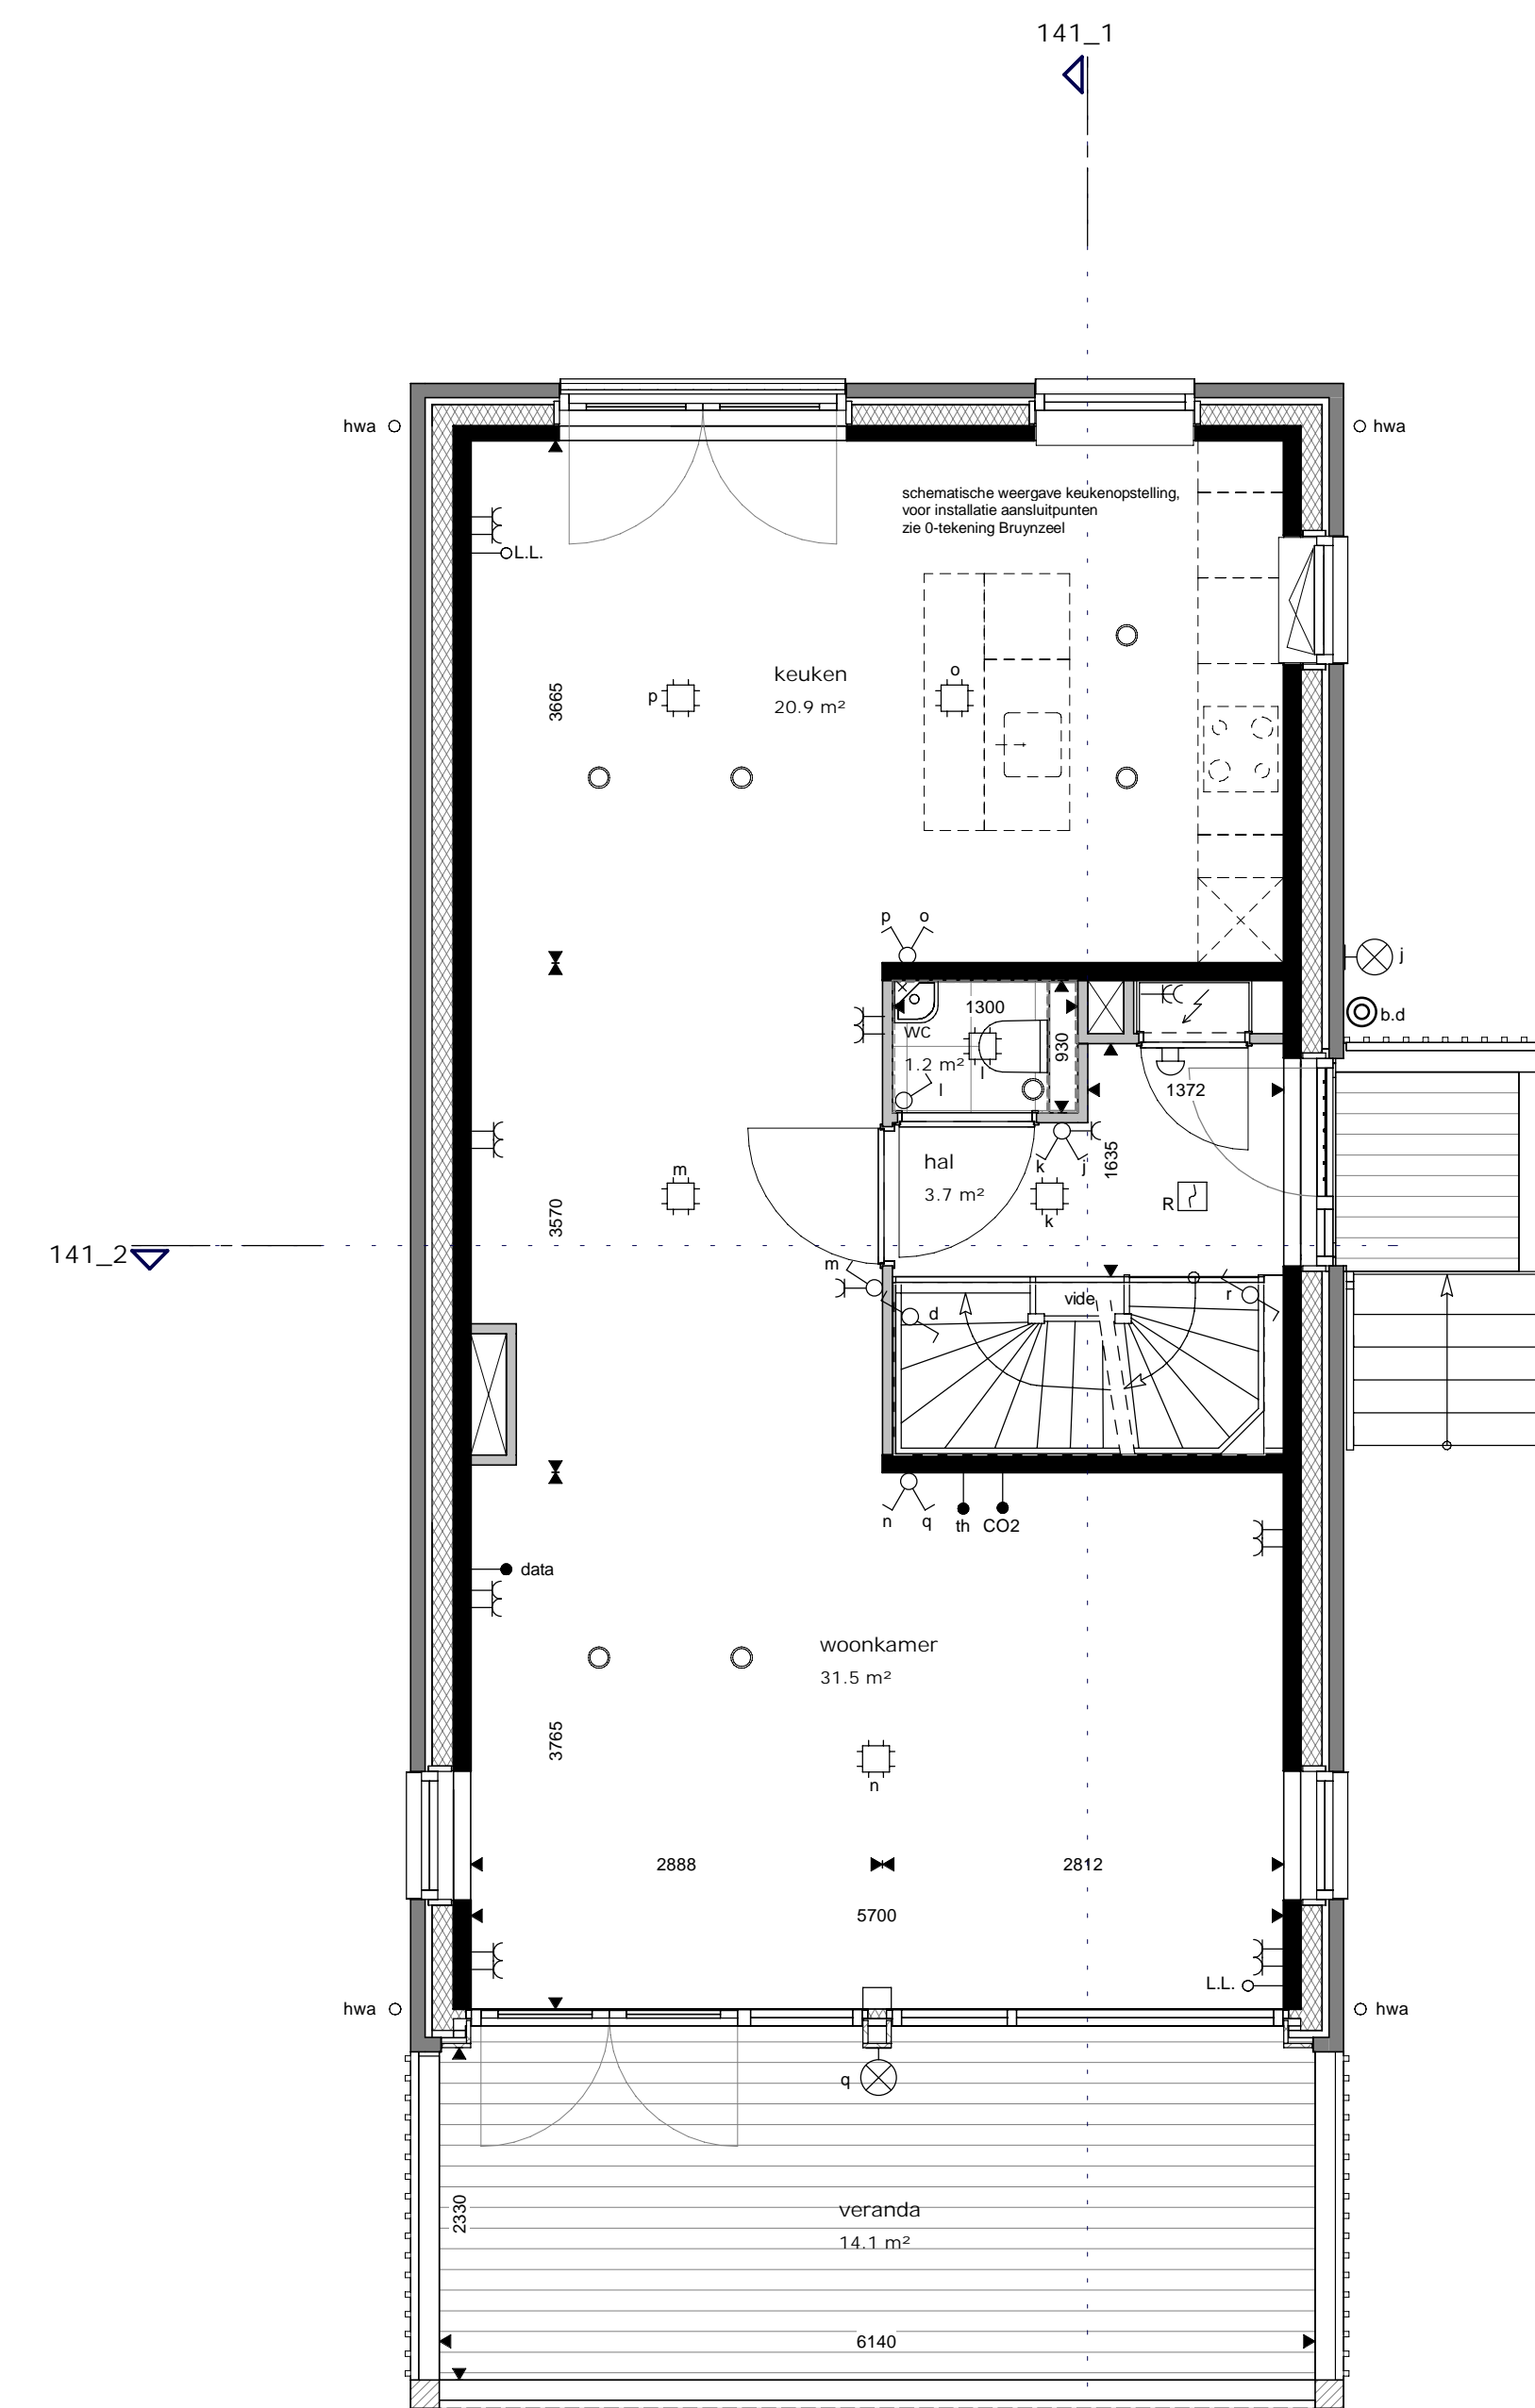 141_1
hwa
hwa
schematische weergave keukenopstelling,
voor installatie aansluitpunten
zie 0-tekening Bruynzeel
L.L.
keuken
20.9 m²
3665
p
o
p
o
j
b.d
1300
wc
1.2 m²
l
l
930
1372
1635
hal
3.7 m²
k
j
k
R
m
3570
141_2
m
d
vide
r
n
q
th
CO2
data
woonkamer
31.5 m²
3765
n
2888
2812
5700
L.L.
hwa
hwa
q
veranda
14.1 m²
2330
6140